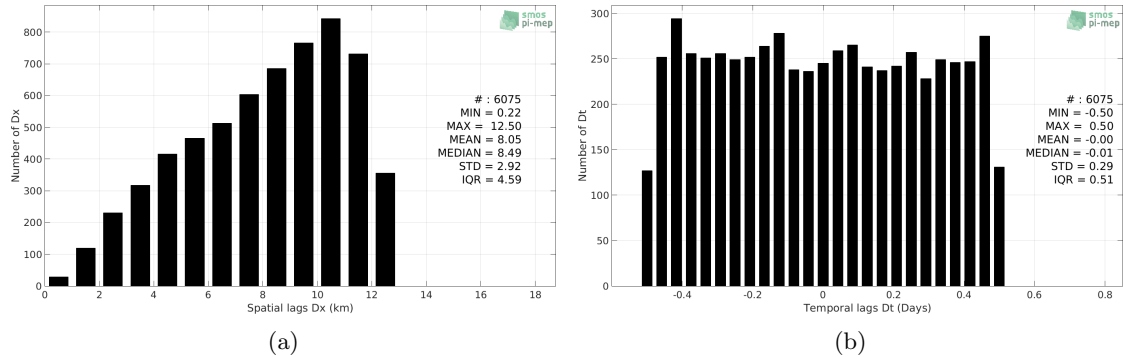 smos
pi-mep
800
700
600
500
400
300
200
100
0
Number of Dx
# : 6075
MIN = 0.22
MAX = 12.50
MEAN = 8.05
MEDIAN = 8.49
STD = 2.92
IQR = 4.59
0 2 4 6 8 10 12 14 16 18
Spatial lags Dx (km)
(a)
smos
pi-mep
300
250
200
150
100
50
0
Number of Dt
# : 6075
MIN = -0.50
MAX = 0.50
MEAN = -0.00
MEDIAN = -0.01
STD = 0.29
IQR = 0.51
-0.4 -0.2 0 0.2 0.4 0.6 0.8
Temporal lags Dt (Days)
(b)